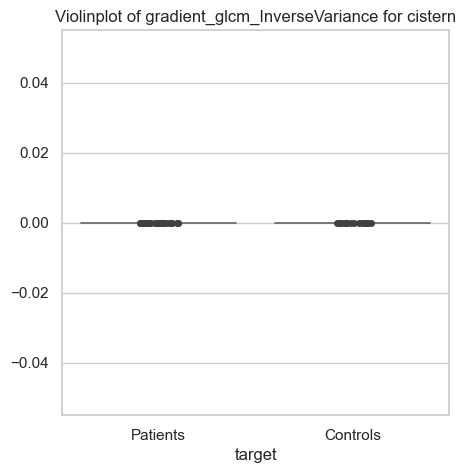 Violinplot of gradient_glcm_InverseVariance for cistern
0.04
0.02
0.00
−0.02
−0.04
Patients Controls
target